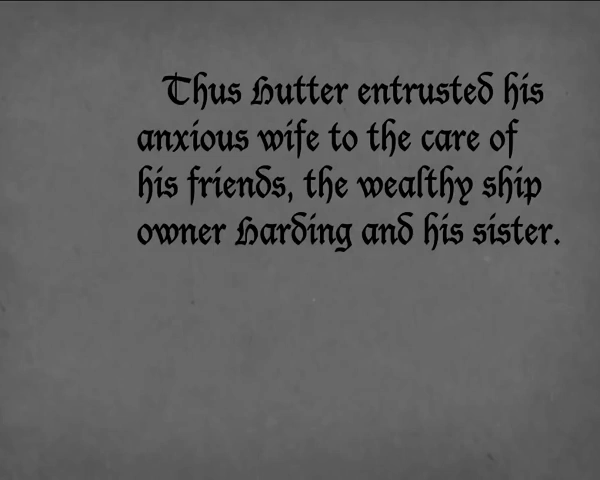 Thus Hutter entrusted his
anxious wife to the care of
his friends, the wealthy ship
owner Harding and his sister.